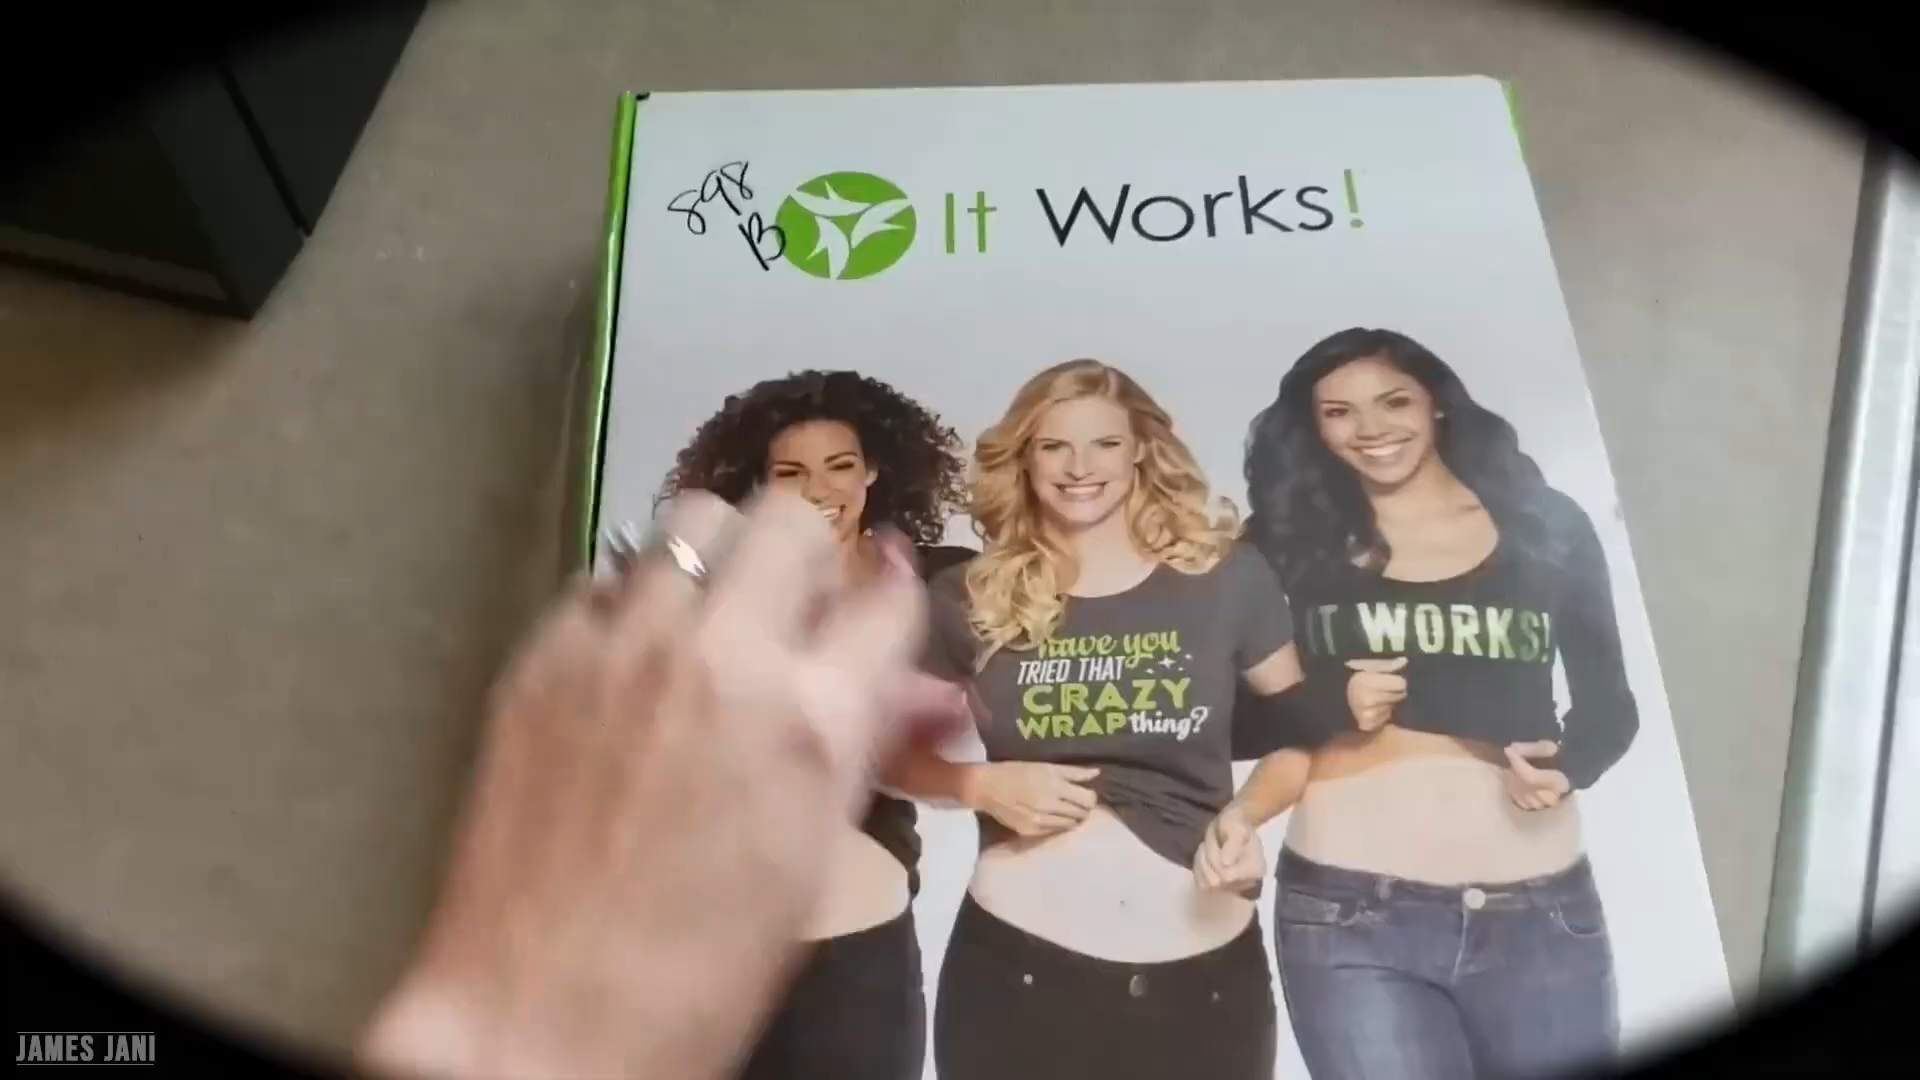 898
B
It Works!
have you
TRIED THAT
CRAZY
WRAP thing?
IT WORKS!
JAMES JANI